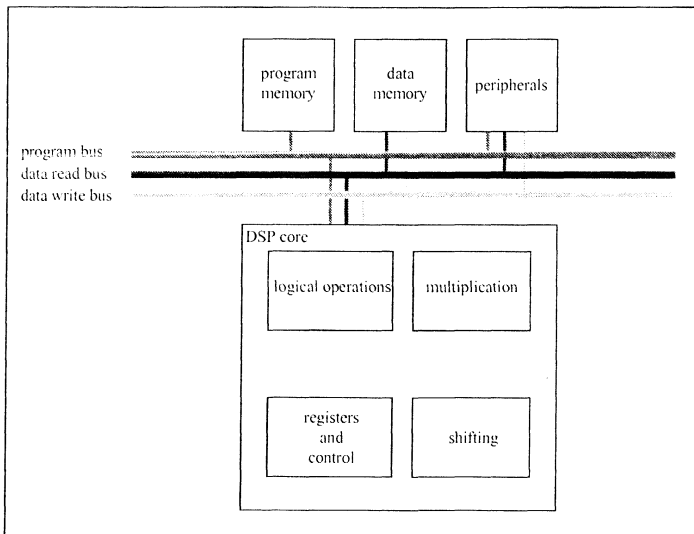 program
memory
data
memory
peripherals
program bus
data read bus
data write bus
DSP core
logical operations
multiplication
registers
and
control
shifting